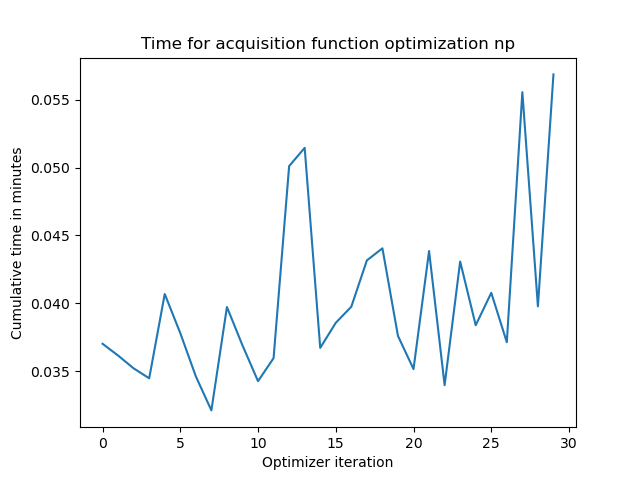 Time for acquisition function optimization np
Cumulative time in minutes
0.055
0.050
0.045
0.040
0.035
0 5 10 15 20 25 30
Optimizer iteration